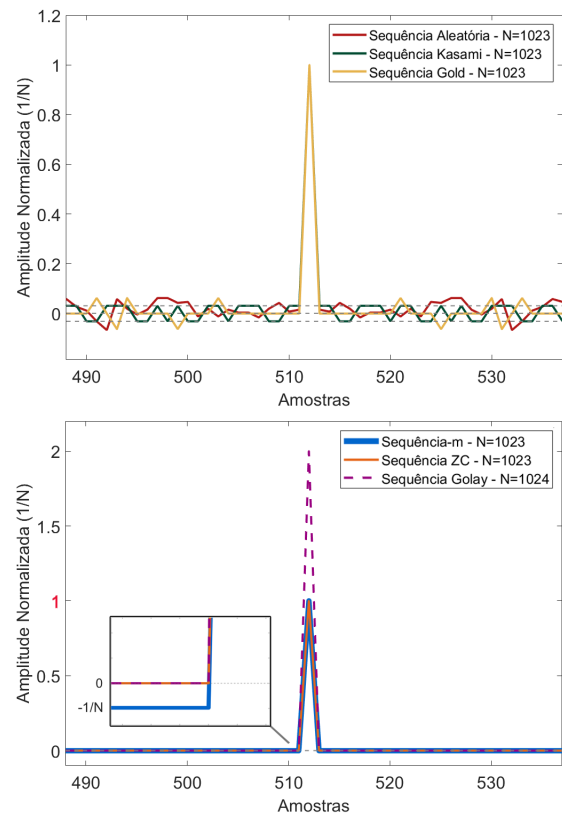 Sequência Aleatória - N=1023
Sequência Kasami - N=1023
Sequência Gold - N=1023
Amplitude Normalizada (1/N)
1.2
1
0.8
0.6
0.4
0.2
0
490
500
510
520
530
Amostras
Sequência-m - N=1023
Sequência ZC - N=1023
Sequência Golay - N=1024
Amplitude Normalizada (1/N)
2
1.5
1
0.5
0
0
-1/N
490
500
510
520
530
Amostras